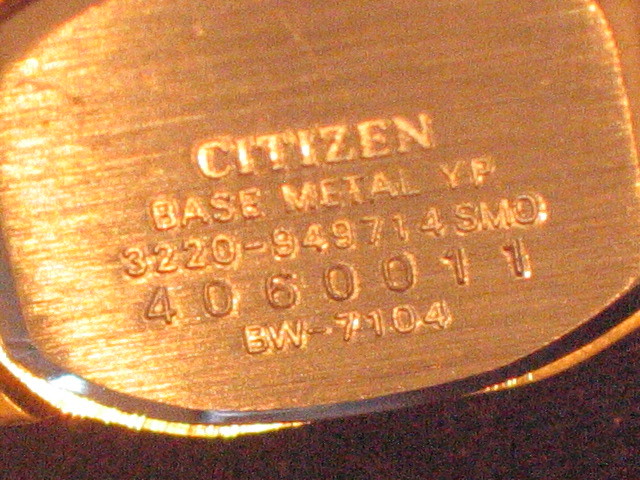 CITIZEN
BASE METAL YP
3220-949714 SMO
4060011
BW-7104